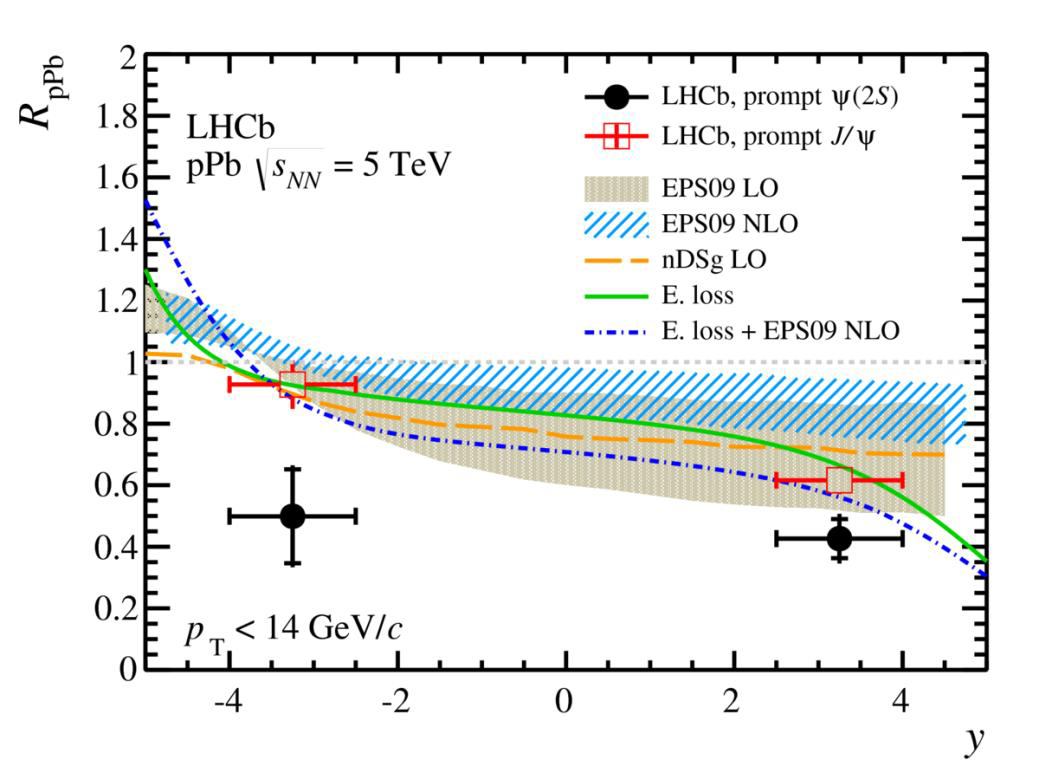 R_pPb
2
1.8
1.6
1.4
1.2
1
0.8
0.6
0.4
0.2
0
LHCb
pPb √s_NN = 5 TeV
LHCb, prompt ψ(2S)
LHCb, prompt J/ψ
EPS09 LO
EPS09 NLO
nDSg LO
E. loss
E. loss + EPS09 NLO
p_T < 14 GeV/c
-4 -2 0 2 4
y